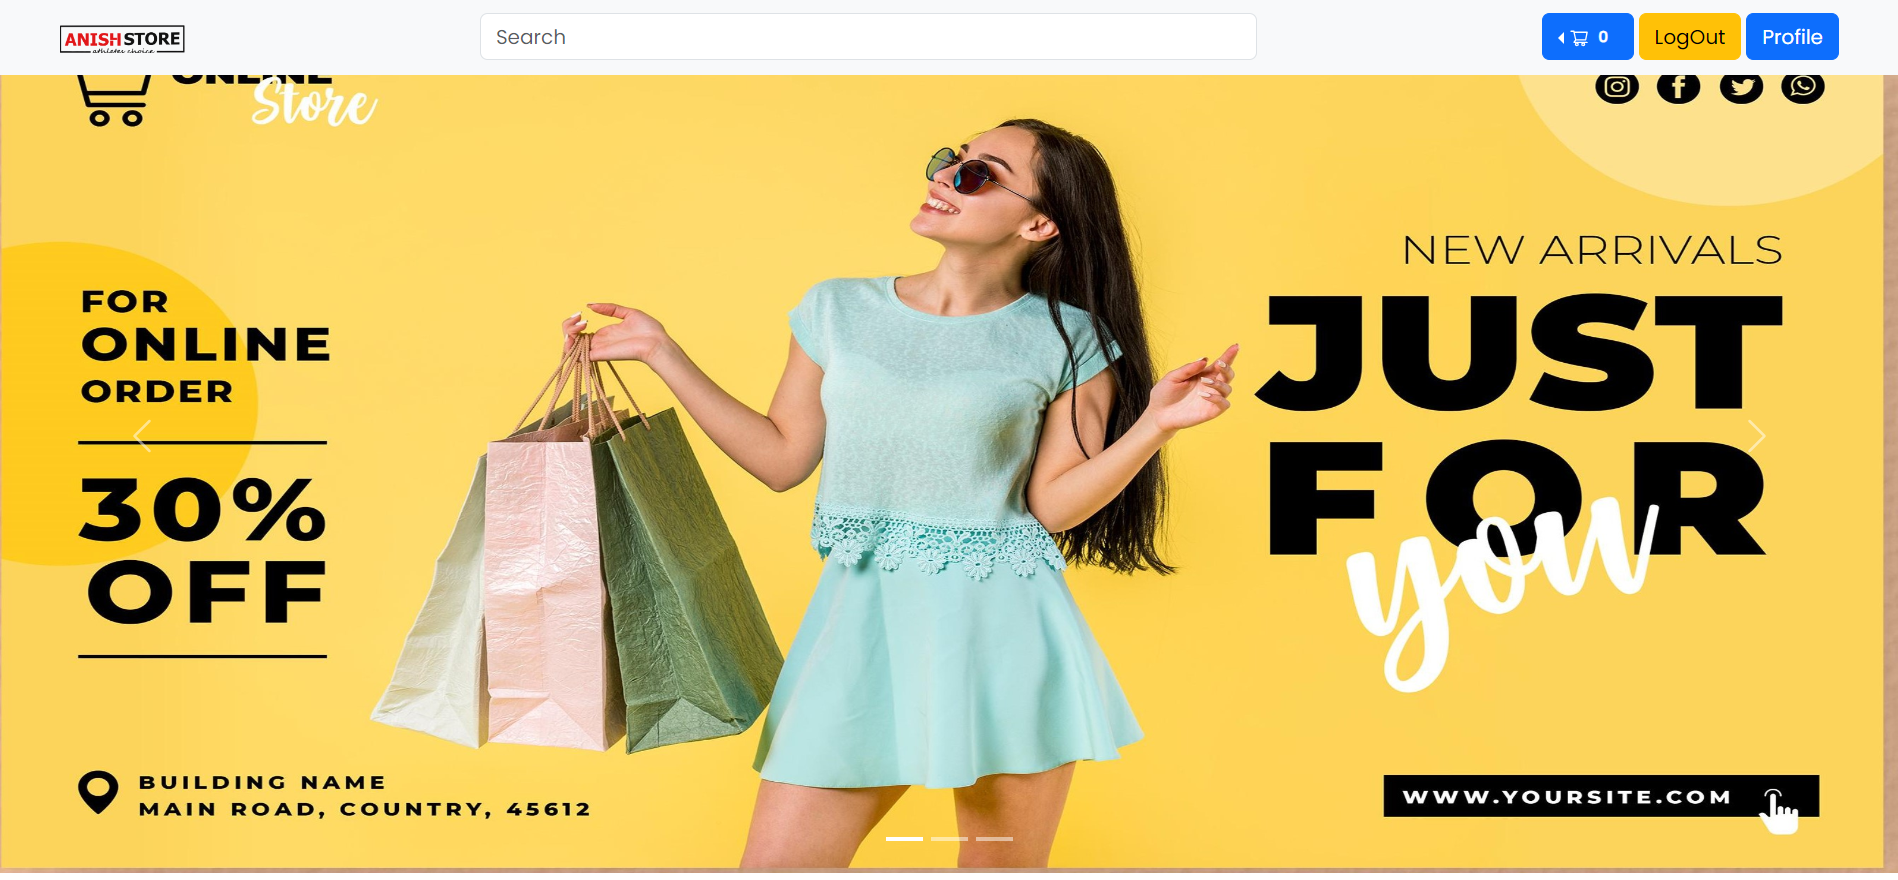 ANISH STORE
athletes choice
Search
0
LogOut
Profile
ONLINE
Store
FOR
ONLINE
ORDER
30%
OFF
NEW ARRIVALS
JUST
FOR
you
BUILDING NAME
MAIN ROAD, COUNTRY, 45612
WWW.YOURSITE.COM